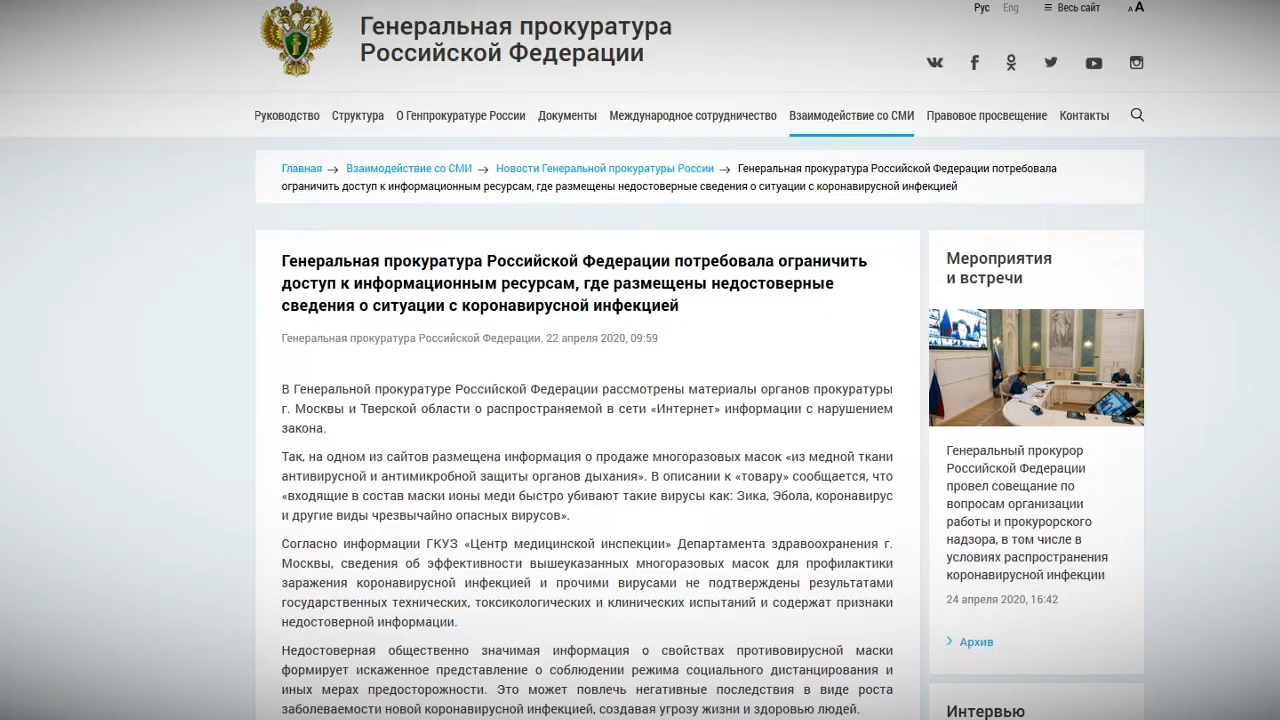 Генеральная прокуратура
Российской Федерации
Рус Eng Весь сайт А А
Руководство Структура О Генпрокуратуре России Документы Международное сотрудничество Взаимодействие со СМИ Правовое просвещение Контакты
Главная → Взаимодействие со СМИ → Новости Генеральной прокуратуры России → Генеральная прокуратура Российской Федерации потребовала
ограничить доступ к информационным ресурсам, где размещены недостоверные сведения о ситуации с коронавирусной инфекцией
Генеральная прокуратура Российской Федерации потребовала ограничить
доступ к информационным ресурсам, где размещены недостоверные
сведения о ситуации с коронавирусной инфекцией
Генеральная прокуратура Российской Федерации. 22 апреля 2020, 09:59
В Генеральной прокуратуре Российской Федерации рассмотрены материалы органов прокуратуры
г. Москвы и Тверской области о распространяемой в сети «Интернет» информации с нарушением
закона.
Так, на одном из сайтов размещена информация о продаже многоразовых масок «из медной ткани
антивирусной и антимикробной защиты органов дыхания». В описании к «товару» сообщается, что
«входящие в состав маски ионы меди быстро убивают такие вирусы как: Зика, Эбола, коронавирус
и другие виды чрезвычайно опасных вирусов».
Согласно информации ГКУЗ «Центр медицинской инспекции» Департамента здравоохранения г.
Москвы, сведения об эффективности вышеуказанных многоразовых масок для профилактики
заражения коронавирусной инфекцией и прочими вирусами не подтверждены результатами
государственных технических, токсикологических и клинических испытаний и содержат признаки
недостоверной информации.
Недостоверная общественно значимая информация о свойствах противовирусной маски
формирует искаженное представление о соблюдении режима социального дистанцирования и
иных мерах предосторожности. Это может повлечь негативные последствия в виде роста
заболеваемости новой коронавирусной инфекцией, создавая угрозу жизни и здоровью людей.
Мероприятия
и встречи
Генеральный прокурор
Российской Федерации
провел совещание по
вопросам организации
работы и прокурорского
надзора, в том числе в
условиях распространения
коронавирусной инфекции
24 апреля 2020, 16:42
Архив
Интервью